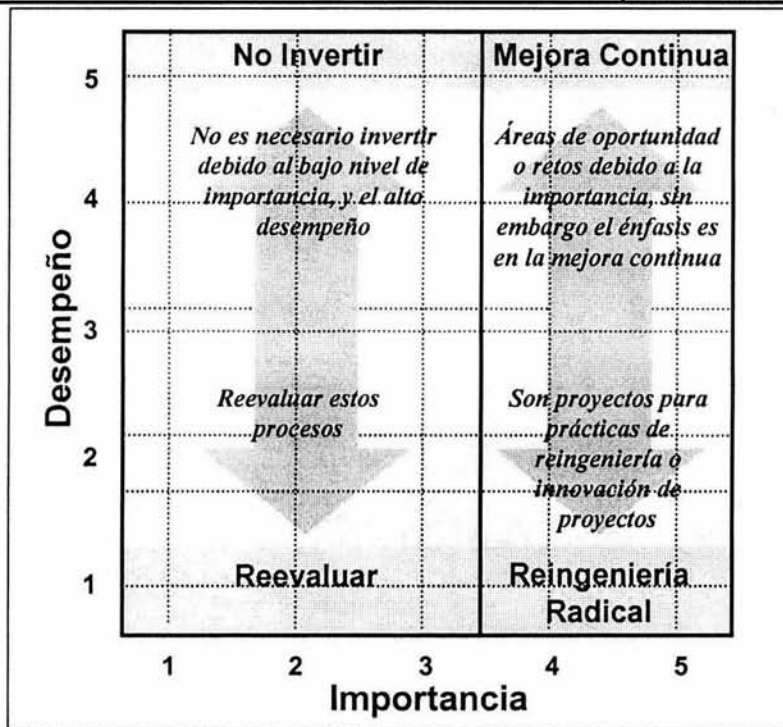 No Invertir
Mejora Continua
No es necesario invertir
debido al bajo nivel de
importancia, y el alto
desempeño
Áreas de oportunidad
o retos debido a la
importancia, sin
embargo el énfasis es
en la mejora continua
Reevaluar estos
procesos
Son proyectos para
prácticas de
reingeniería o
innovación de
proyectos
Reevaluar
Reingeniería
Radical
Desempeño
5
4
3
2
1
1 2 3 4 5
Importancia